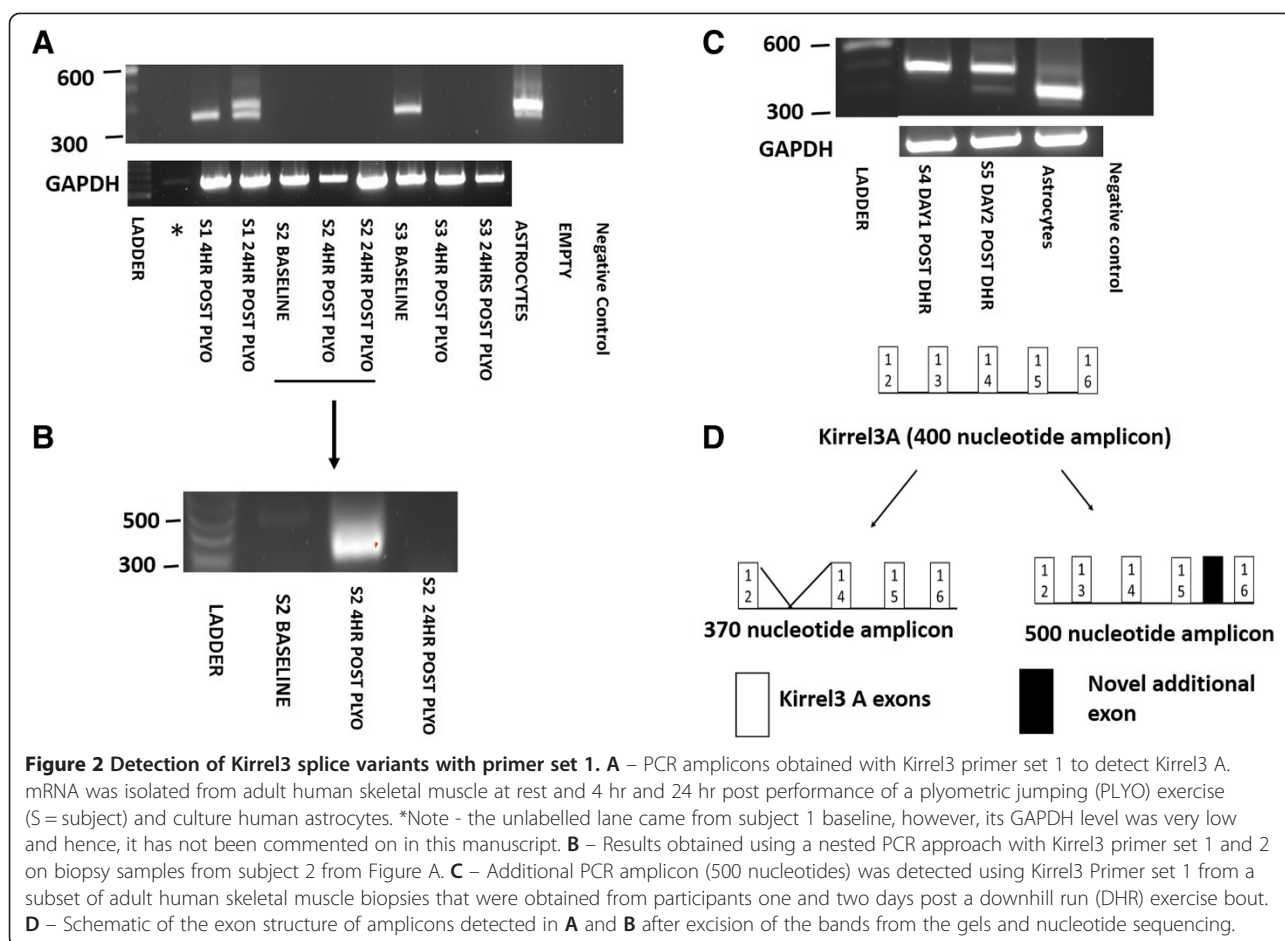 A
600
300
GAPDH
LADDER
*
S1 4HR POST PLYO
S1 24HR POST PLYO
S2 BASELINE
S2 4HR POST PLYO
S2 24HR POST PLYO
S3 BASELINE
S3 4HR POST PLYO
S3 24HRS POST PLYO
ASTROCYTES
EMPTY
Negative Control
B
500
300
LADDER
S2 BASELINE
S2 4HR POST PLYO
S2 24HR POST PLYO
C
600
300
GAPDH
LADDER
S4 DAY1 POST DHR
S5 DAY2 POST DHR
Astrocytes
Negative control
12 13 14 15 16
D
Kirrel3A (400 nucleotide amplicon)
12 14 15 16
370 nucleotide amplicon
12 13 14 15 16
500 nucleotide amplicon
Kirrel3 A exons
Novel additional
exon
Figure 2 Detection of Kirrel3 splice variants with primer set 1. A – PCR amplicons obtained with Kirrel3 primer set 1 to detect Kirrel3 A.
mRNA was isolated from adult human skeletal muscle at rest and 4 hr and 24 hr post performance of a plyometric jumping (PLYO) exercise
(S = subject) and culture human astrocytes. *Note - the unlabelled lane came from subject 1 baseline, however, its GAPDH level was very low
and hence, it has not been commented on in this manuscript. B – Results obtained using a nested PCR approach with Kirrel3 primer set 1 and 2
on biopsy samples from subject 2 from Figure A. C – Additional PCR amplicon (500 nucleotides) was detected using Kirrel3 Primer set 1 from a
subset of adult human skeletal muscle biopsies that were obtained from participants one and two days post a downhill run (DHR) exercise bout.
D – Schematic of the exon structure of amplicons detected in A and B after excision of the bands from the gels and nucleotide sequencing.